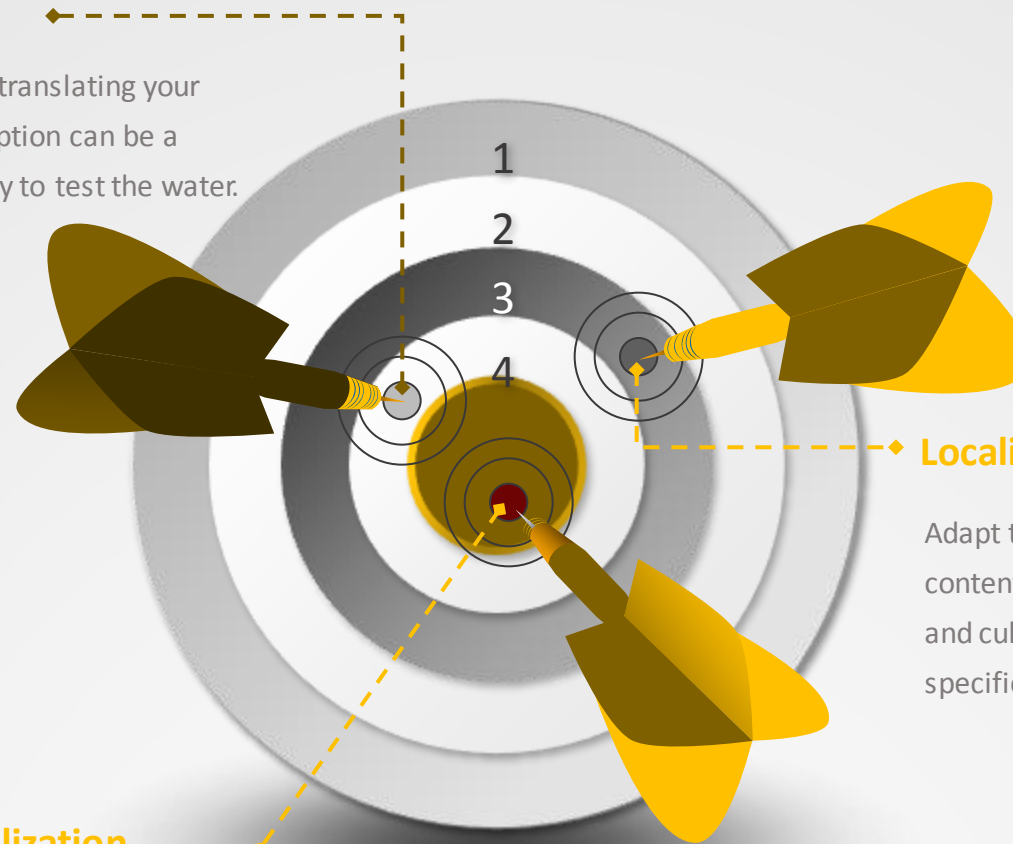 translating your
ption can be a
y to test the water.
1
2
3
4
Locali
Adapt t
conten
and cul
specific
lization